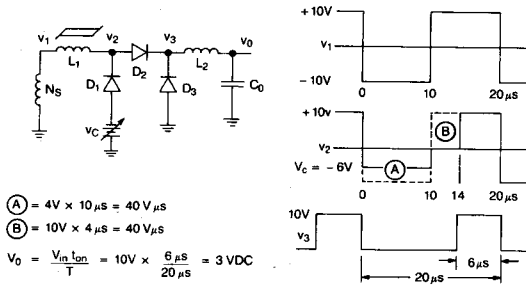 v1 L1 v2 D2 v3 L2 v0
NS D1 D3 C0
vC
Ⓐ = 4V × 10 μs = 40 V μs
Ⓑ = 10V × 4 μs = 40V μs
V0 = Vin ton / T = 10V × 6 μs / 20 μs = 3 VDC
+10V
v1
−10V
0 10 20 μs
+10v
Ⓑ
v2
VC = −6V
Ⓐ
0 10 14 20 μs
10V
v3
6 μs
20 μs